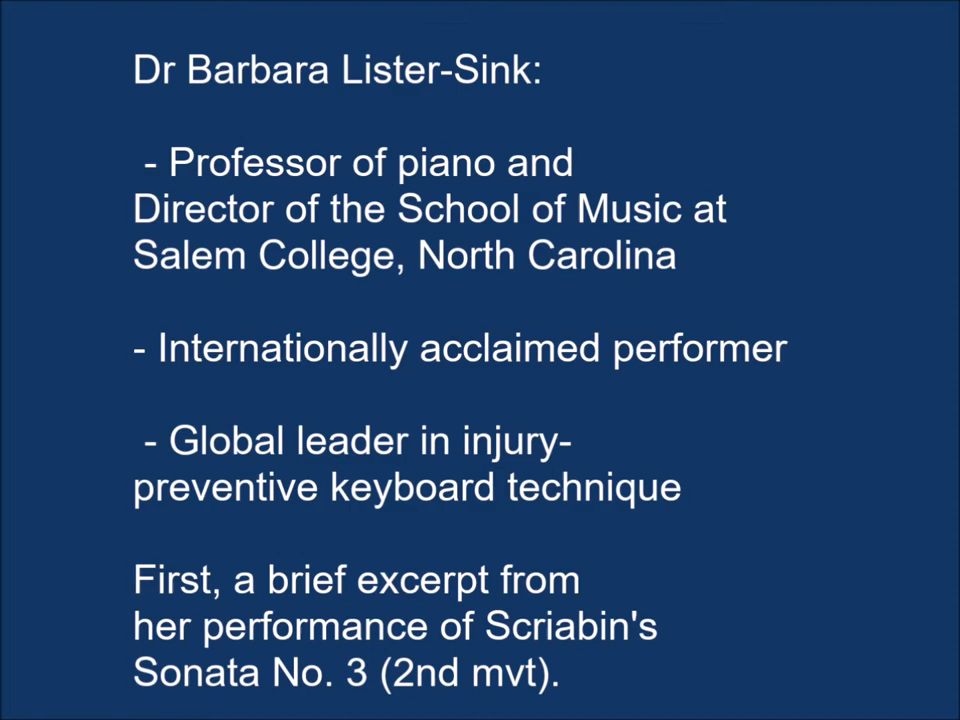 Dr Barbara Lister-Sink:
- Professor of piano and
Director of the School of Music at
Salem College, North Carolina
- Internationally acclaimed performer
- Global leader in injury-
preventive keyboard technique
First, a brief excerpt from
her performance of Scriabin's
Sonata No. 3 (2nd mvt).